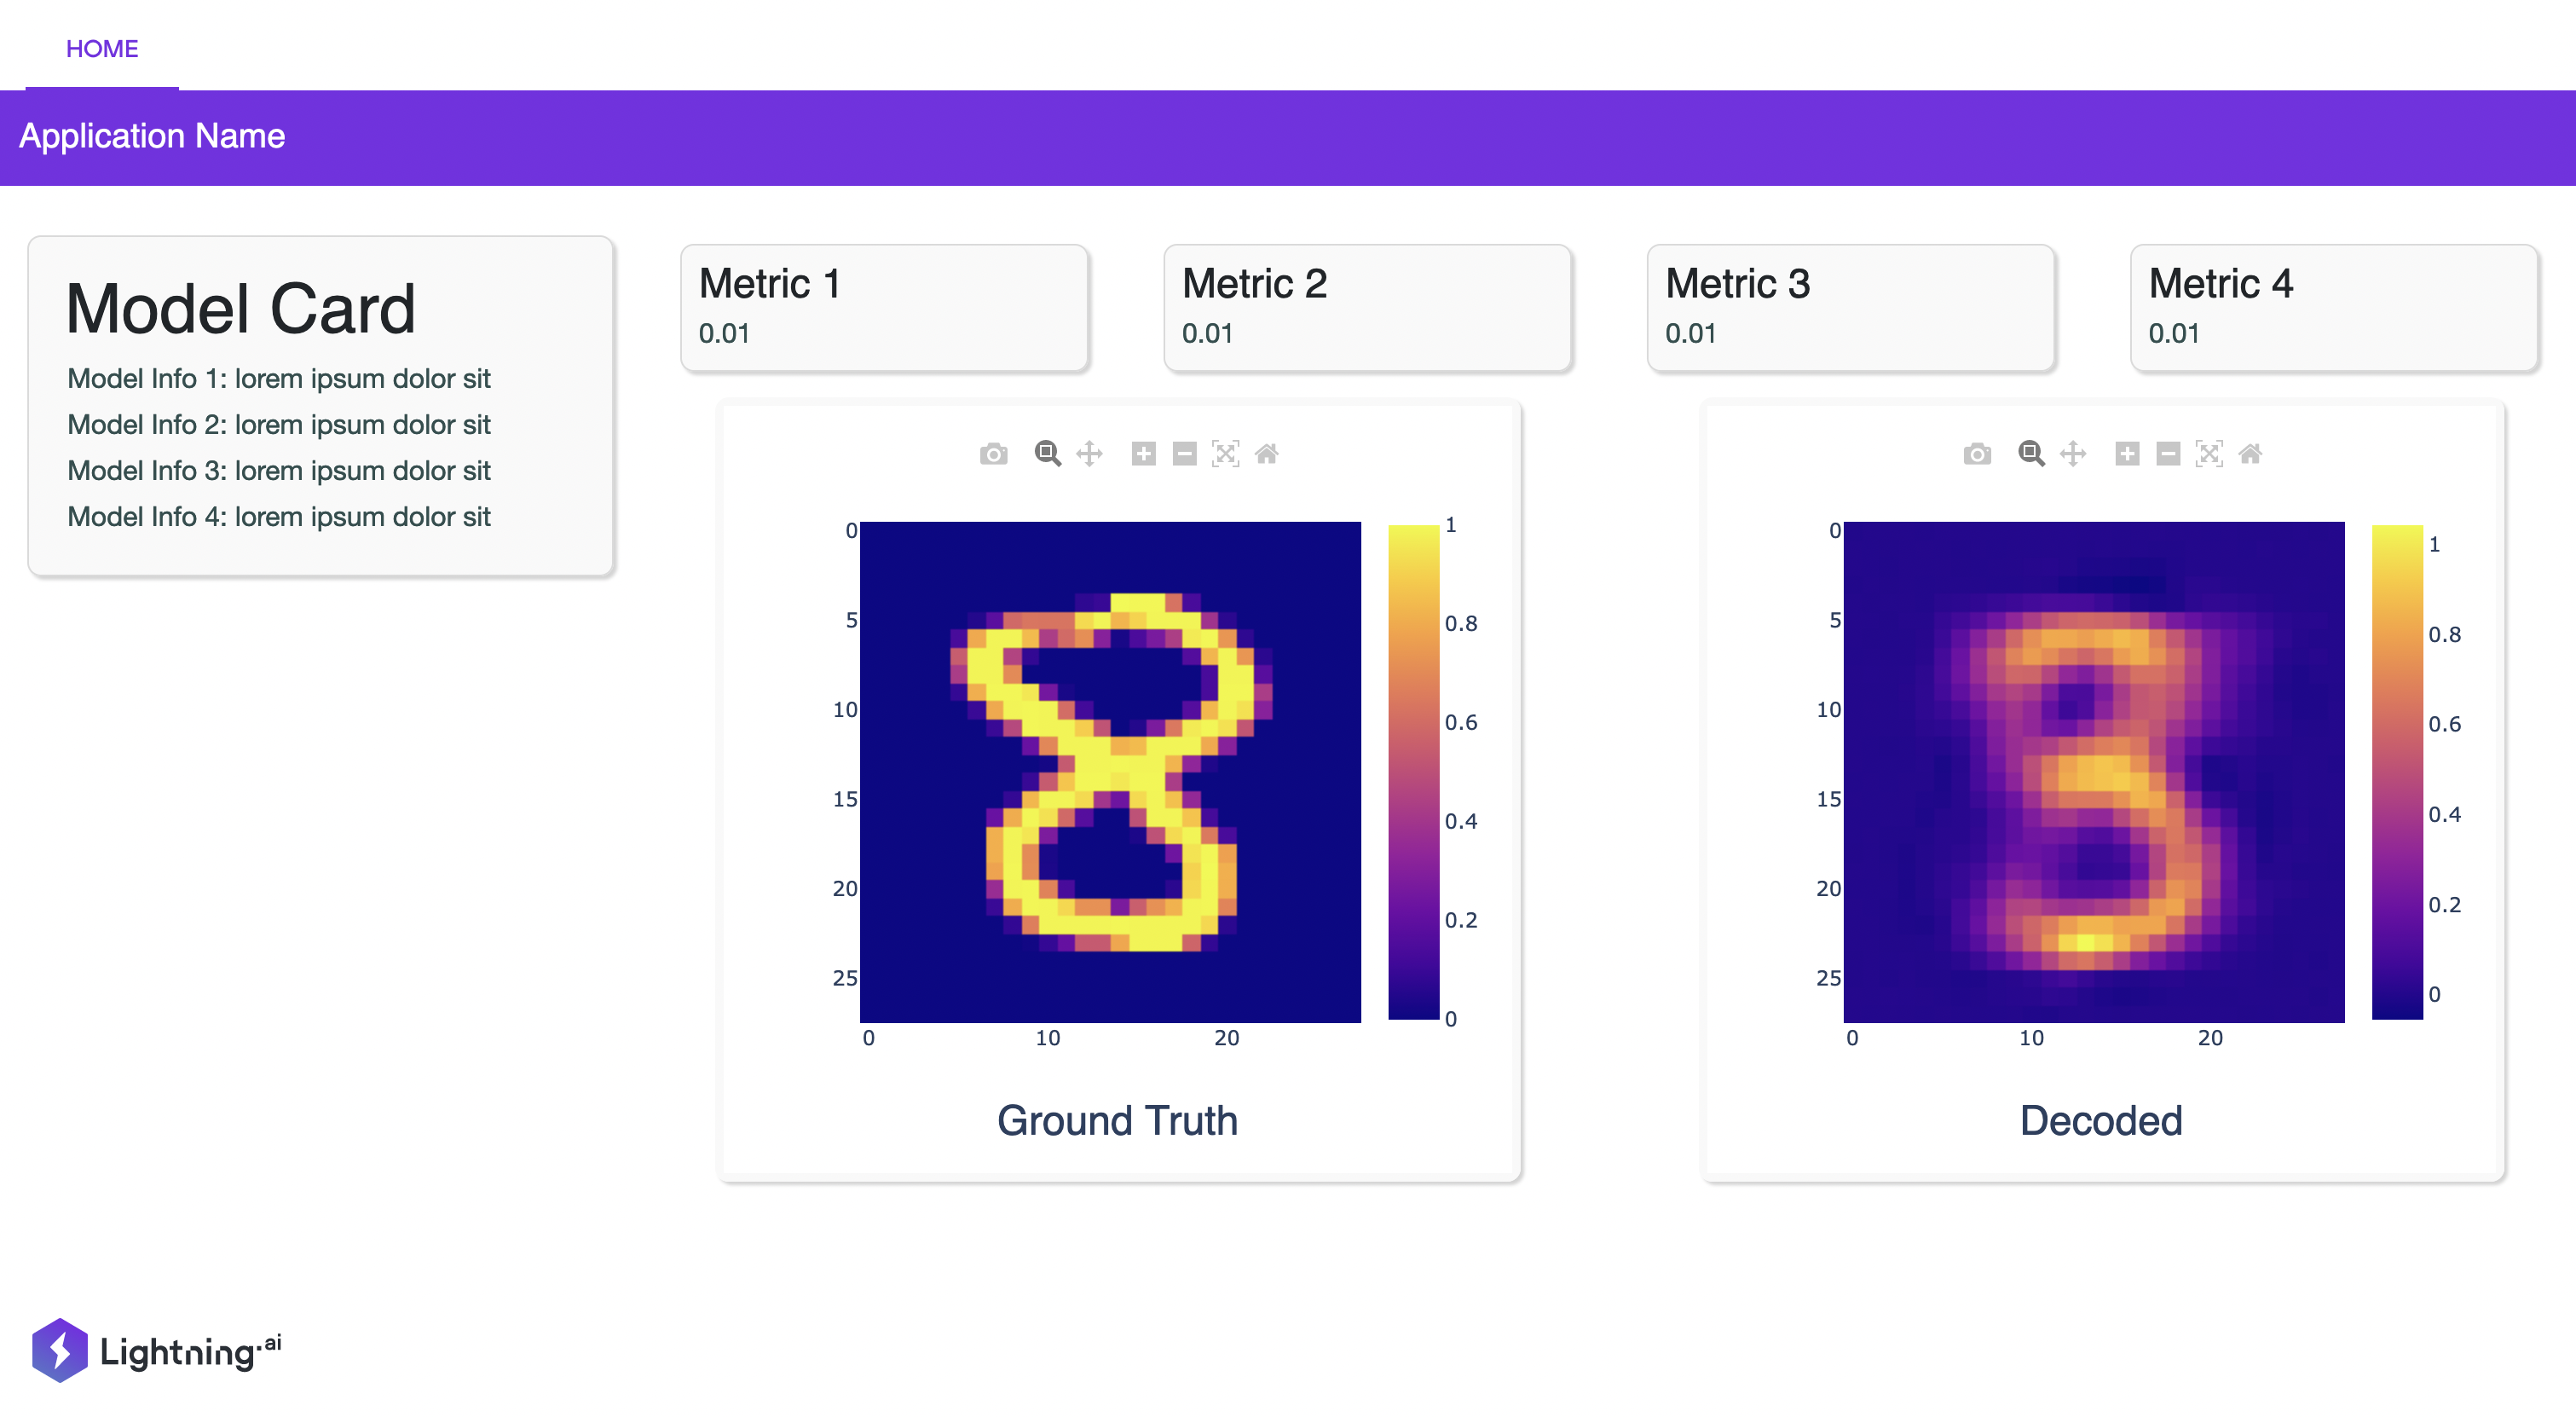 HOME
Application Name
Model Card
Model Info 1: lorem ipsum dolor sit
Model Info 2: lorem ipsum dolor sit
Model Info 3: lorem ipsum dolor sit
Model Info 4: lorem ipsum dolor sit
Metric 1
0.01
Metric 2
0.01
Metric 3
0.01
Metric 4
0.01
0
5
10
15
20
25
0
10
20
1
0.8
0.6
0.4
0.2
0
Ground Truth
0
5
10
15
20
25
0
10
20
1
0.8
0.6
0.4
0.2
0
Decoded
Lightning.ai